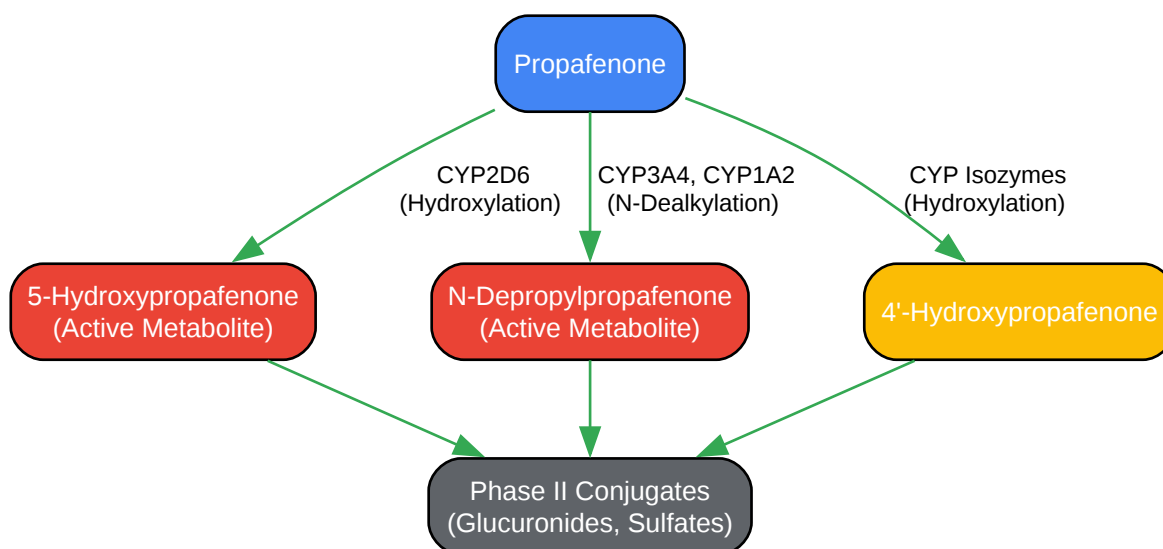 Propafenone
CYP2D6
(Hydroxylation)
CYP3A4, CYP1A2
(N-Dealkylation)
CYP Isozymes
(Hydroxylation)
5-Hydroxypropafenone
(Active Metabolite)
N-Depropylpropafenone
(Active Metabolite)
4'-Hydroxypropafenone
Phase II Conjugates
(Glucuronides, Sulfates)